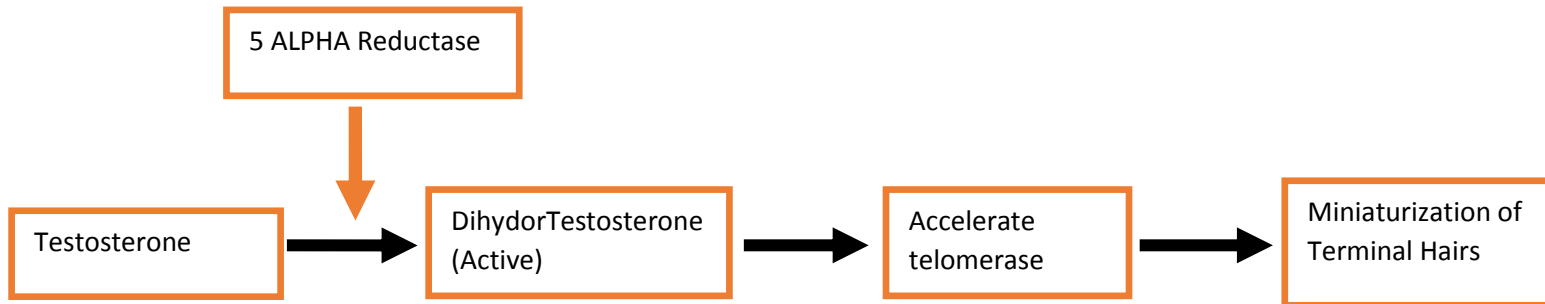 5 ALPHA Reductase
Testosterone
DihydorTestosterone
(Active)
Accelerate
telomerase
Miniaturization of
Terminal Hairs